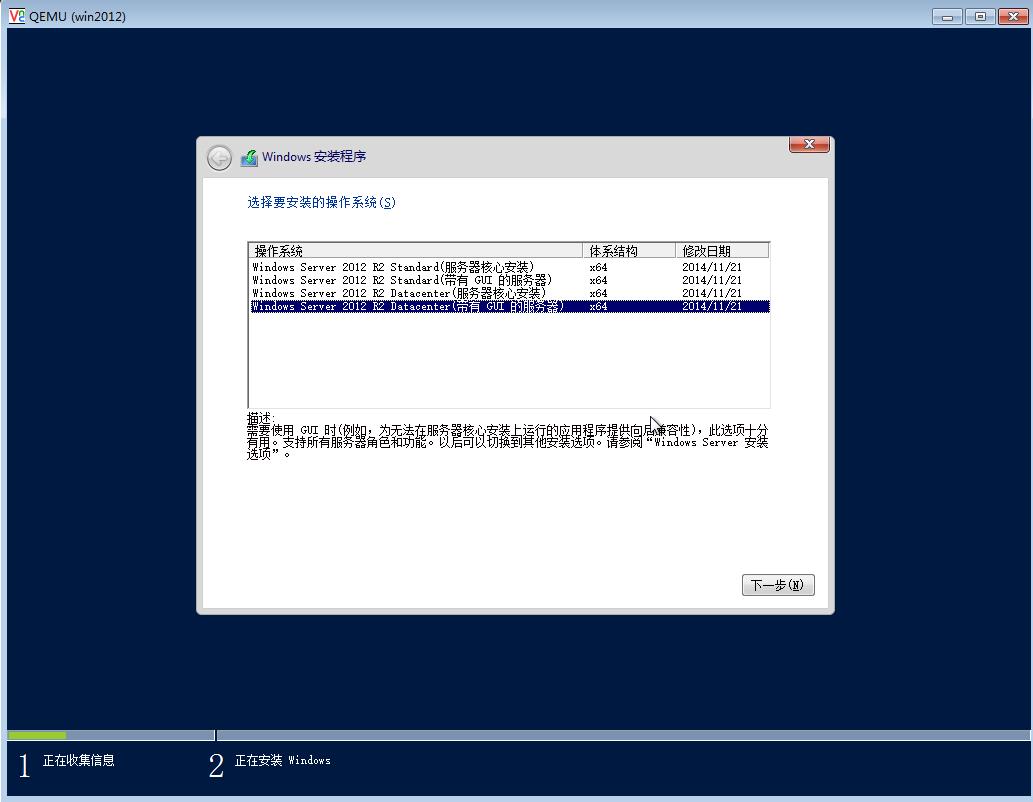 QEMU (win2012)
Windows 安装程序
选择要安装的操作系统(S)
操作系统 体系结构 修改日期
Windows Server 2012 R2 Standard(服务器核心安装) x64 2014/11/21
Windows Server 2012 R2 Standard(带有 GUI 的服务器) x64 2014/11/21
Windows Server 2012 R2 Datacenter(服务器核心安装) x64 2014/11/21
Windows Server 2012 R2 Datacenter(带有 GUI 的服务器) x64 2014/11/21
描述:
需要使用 GUI 时(例如，为无法在服务器核心安装上运行的应用程序提供向后兼容性)，此选项十分
有用。支持所有服务器角色和功能。以后可以切换到其他安装选项。请参阅“Windows Server 安装
选项”。
下一步(N)
1 正在收集信息 2 正在安装 Windows